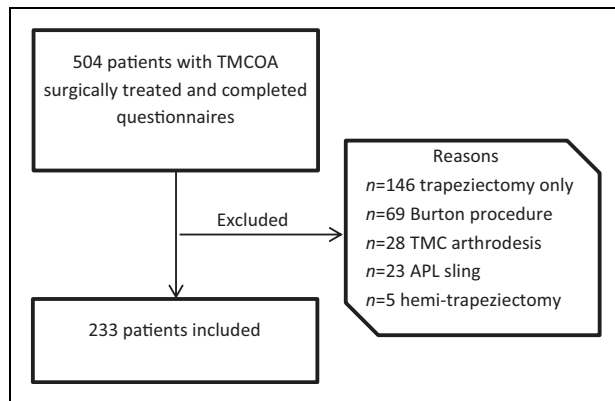 504 patients with TMCOA
surgically treated and completed
questionnaires
Reasons
n=146 trapeziectomy only
n=69 Burton procedure
n=28 TMC arthrodesis
n=23 APL sling
n=5 hemi-trapeziectomy
Excluded
233 patients included